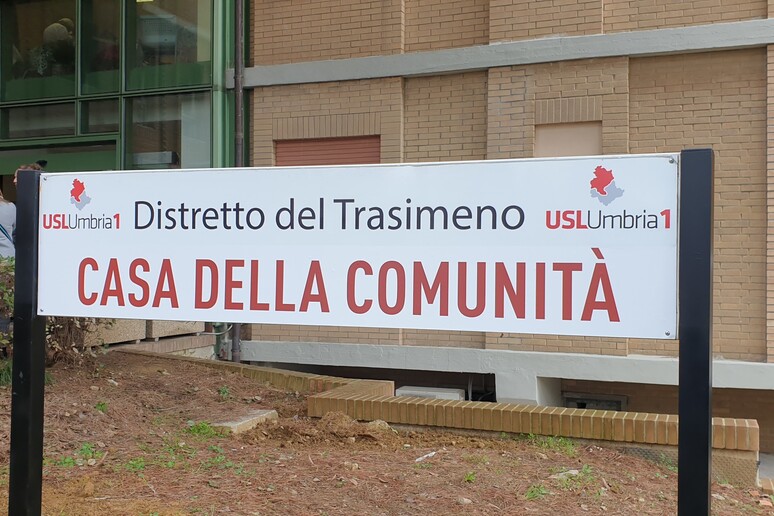 USLUmbria1 Distretto del Trasimeno USLUmbria1
CASA DELLA COMUNITÀ